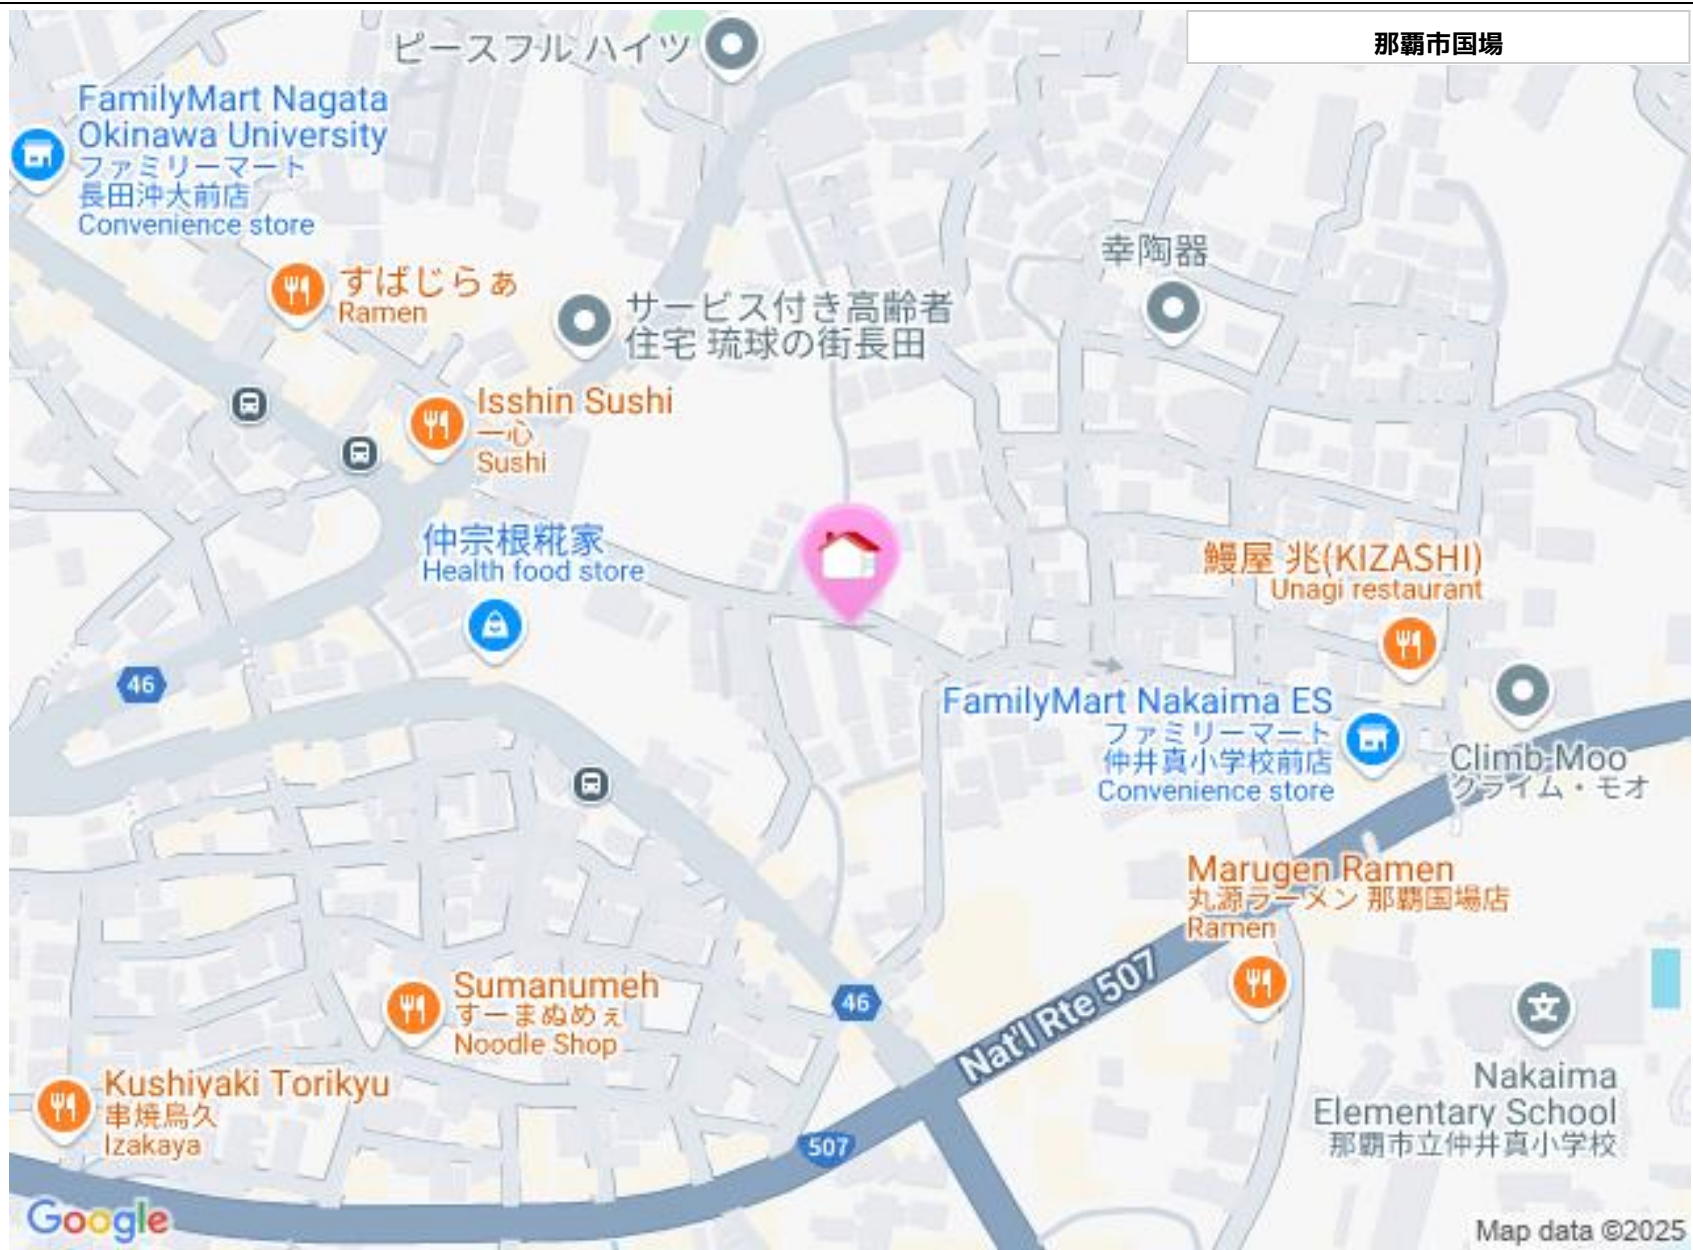 那覇市国場
ピースフル ハイツ
FamilyMart Nagata
Okinawa University
ファミリーマート
長田沖大前店
Convenience store
すばじらぁ
Ramen
サービス付き高齢者
住宅 琉球の街長田
幸陶器
Isshin Sushi
一心
Sushi
仲宗根糀家
Health food store
鰻屋 兆(KIZASHI)
Unagi restaurant
46
FamilyMart Nakaima ES
ファミリーマート
仲井真小学校前店
Convenience store
Climb Moo
クライム・モオ
Marugen Ramen
丸源ラーメン 那覇国場店
Ramen
Sumanumeh
すーまぬめぇ
Noodle Shop
46
Nat'l Rte 507
文
Nakaima
Elementary School
那覇市立仲井真小学校
Kushiyaki Torikyu
串焼鳥久
Izakaya
507
Google
Map data ©2025